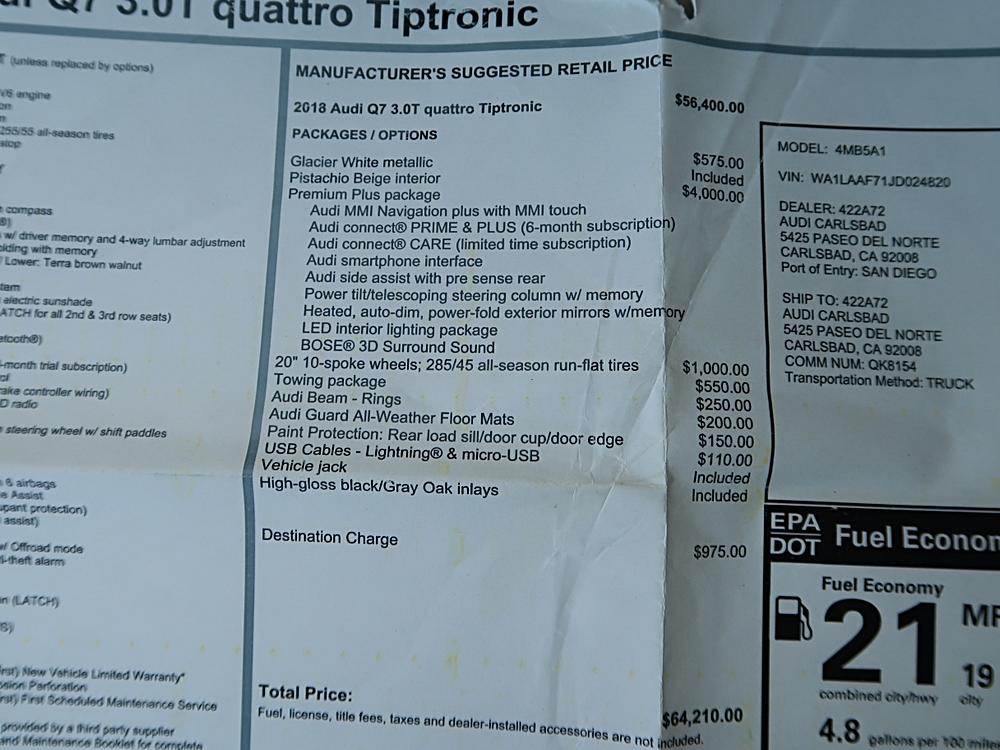 Q7 3.0T quattro Tiptronic
(unless replaced by options)
engine
255/55 all-season tires
stop
compass
w/ driver memory and 4-way lumbar adjustment
with memory
/ Lower: Terra brown walnut
electric sunshade
for all 2nd & 3rd row seats)
-month trial subscription)
controller wiring)
radio
steering wheel w/ shift paddles
6 airbags
Assist
protection)
assist)
w/ Offroad mode
alarm
(LATCH)
New Vehicle Limited Warranty*
Perforation
First Scheduled Maintenance Service
provided by a third party supplier
and Maintenance Booklet for complete
MANUFACTURER'S SUGGESTED RETAIL PRICE
2018 Audi Q7 3.0T quattro Tiptronic $56,400.00
PACKAGES / OPTIONS
Glacier White metallic $575.00
Pistachio Beige interior Included
Premium Plus package $4,000.00
Audi MMI Navigation plus with MMI touch
Audi connect® PRIME & PLUS (6-month subscription)
Audi connect® CARE (limited time subscription)
Audi smartphone interface
Audi side assist with pre sense rear
Power tilt/telescoping steering column w/ memory
Heated, auto-dim, power-fold exterior mirrors w/memory
LED interior lighting package
BOSE® 3D Surround Sound
20" 10-spoke wheels; 285/45 all-season run-flat tires $1,000.00
Towing package $550.00
Audi Beam - Rings $250.00
Audi Guard All-Weather Floor Mats $200.00
Paint Protection: Rear load sill/door cup/door edge $150.00
USB Cables - Lightning® & micro-USB $110.00
Vehicle jack Included
High-gloss black/Gray Oak inlays Included
Destination Charge $975.00
Total Price: $64,210.00
Fuel, license, title fees, taxes and dealer-installed accessories are not included.
MODEL: 4MB5A1
VIN: WA1LAAF71JD024820
DEALER: 422A72
AUDI CARLSBAD
5425 PASEO DEL NORTE
CARLSBAD, CA 92008
Port of Entry: SAN DIEGO
SHIP TO: 422A72
AUDI CARLSBAD
5425 PASEO DEL NORTE
CARLSBAD, CA 92008
COMM NUM: QK8154
Transportation Method: TRUCK
EPA
DOT Fuel Econom
Fuel Economy
21 MP
19
combined city/hwy city
4.8 gallons per 100 miles